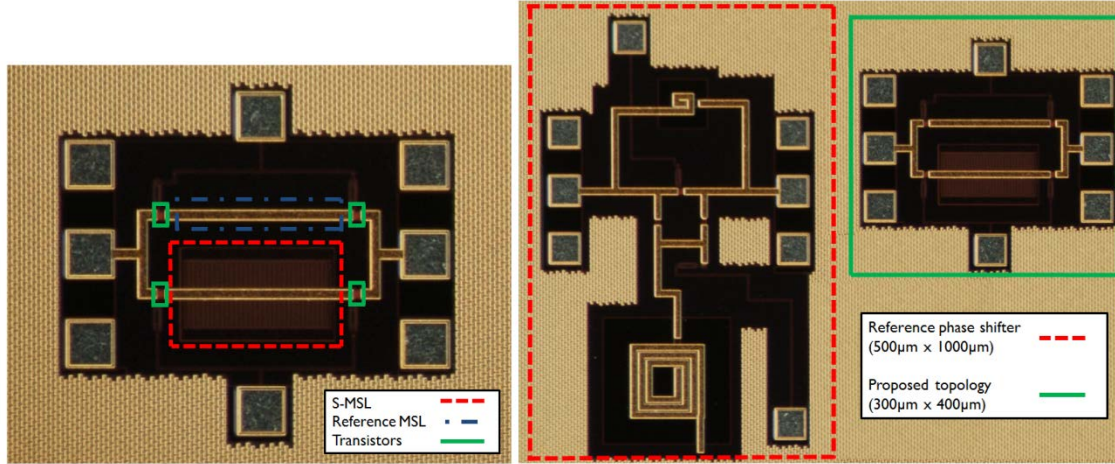 S-MSL
Reference MSL
Transistors
Reference phase shifter
(500µm x 1000µm)
Proposed topology
(300µm x 400µm)